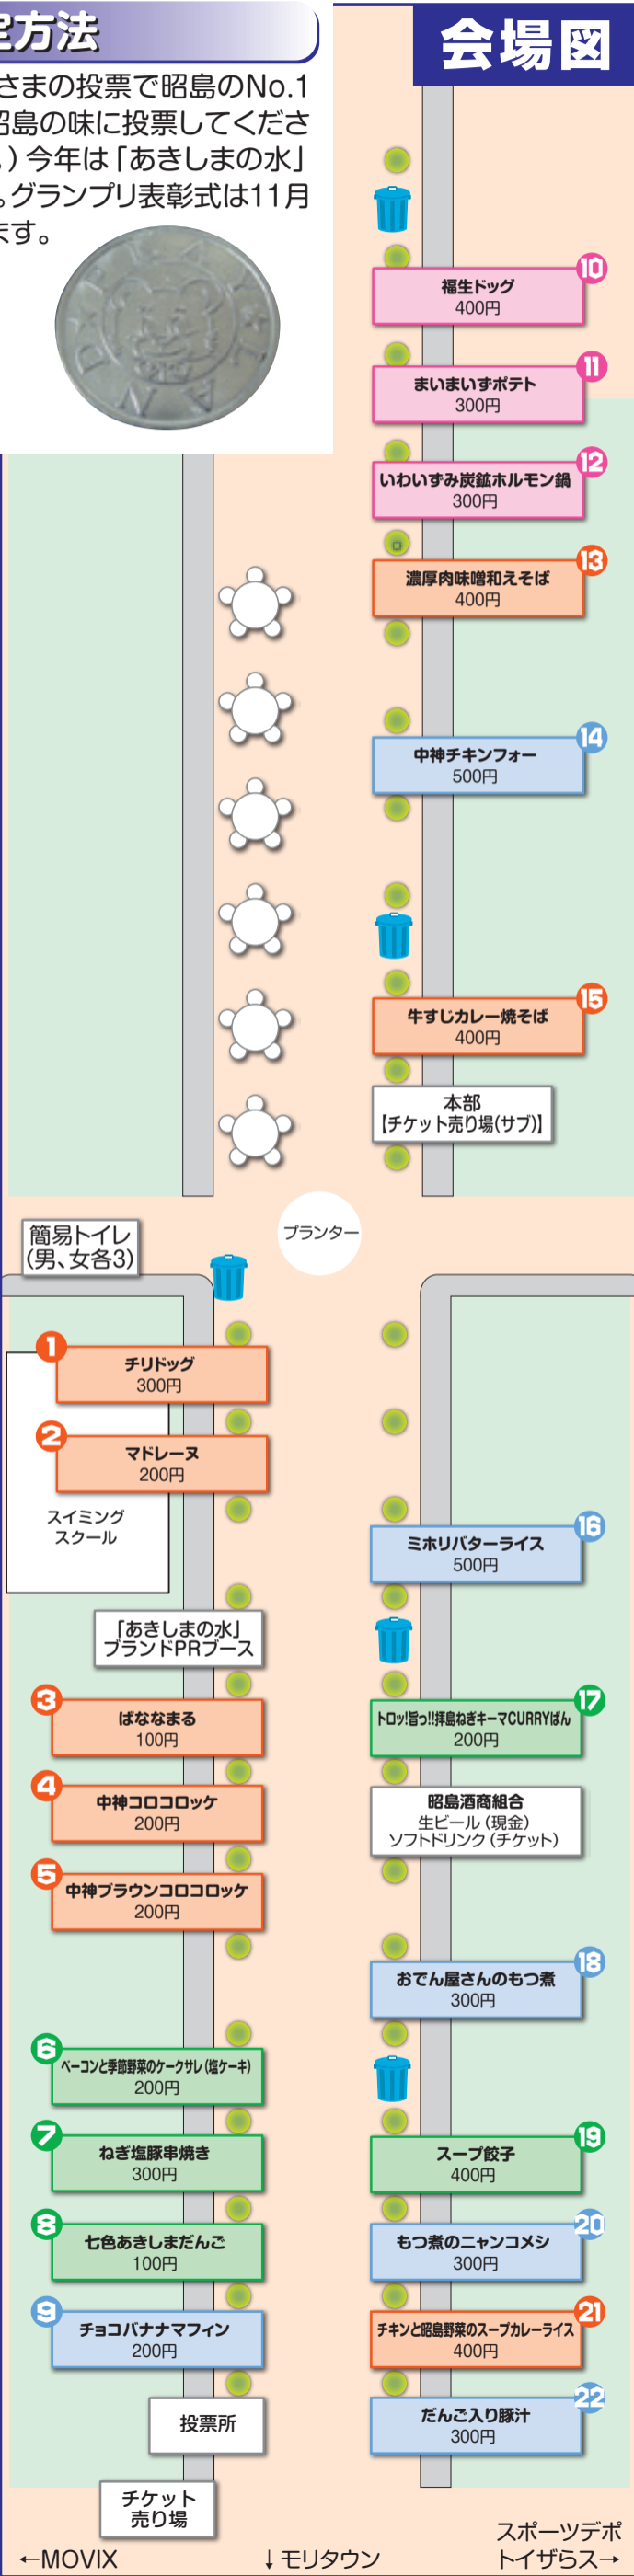 定方法
会場図
さまの投票で昭島のNo.1
昭島の味に投票してくださ
。）今年は「あきしまの水」
。グランプリ表彰式は11月
ます。
10
福生ドッグ
400円
11
まいまいずポテト
300円
12
いわいずみ炭鉱ホルモン鍋
300円
13
濃厚肉味噌和えそば
400円
14
中神チキンフォー
500円
15
牛すじカレー焼そば
400円
本部
【チケット売り場(サブ)】
プランター
簡易トイレ
(男、女各3)
1
チリドッグ
300円
2
マドレーヌ
200円
スイミング
スクール
16
ミホリバターライス
500円
「あきしまの水」
ブランドPRブース
3
ばななまる
100円
17
トロッ!旨っ!!拝島ねぎキーマCURRYぱん
200円
4
中神コロコロッケ
200円
昭島酒商組合
生ビール（現金）
ソフトドリンク（チケット）
5
中神ブラウンコロコロッケ
200円
18
おでん屋さんのもつ煮
300円
6
ベーコンと季節野菜のケークサレ（塩ケーキ）
200円
7
ねぎ塩豚串焼き
300円
19
スープ餃子
400円
8
七色あきしまだんご
100円
20
もつ煮のニャンコメシ
300円
9
チョコバナナマフィン
200円
21
チキンと昭島野菜のスープカレーライス
400円
22
だんご入り豚汁
300円
投票所
チケット
売り場
←MOVIX
↓モリタウン
スポーツデポ
トイザらス→